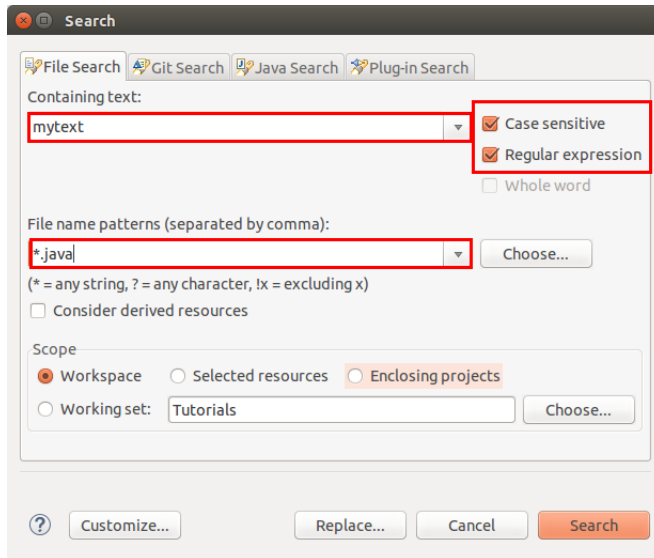 Search
File Search Git Search Java Search Plug-in Search
Containing text:
mytext
Case sensitive
Regular expression
Whole word
File name patterns (separated by comma):
*.java Choose...
(* = any string, ? = any character, !x = excluding x)
Consider derived resources
Scope
Workspace Selected resources Enclosing projects
Working set: Tutorials Choose...
? Customize... Replace... Cancel Search